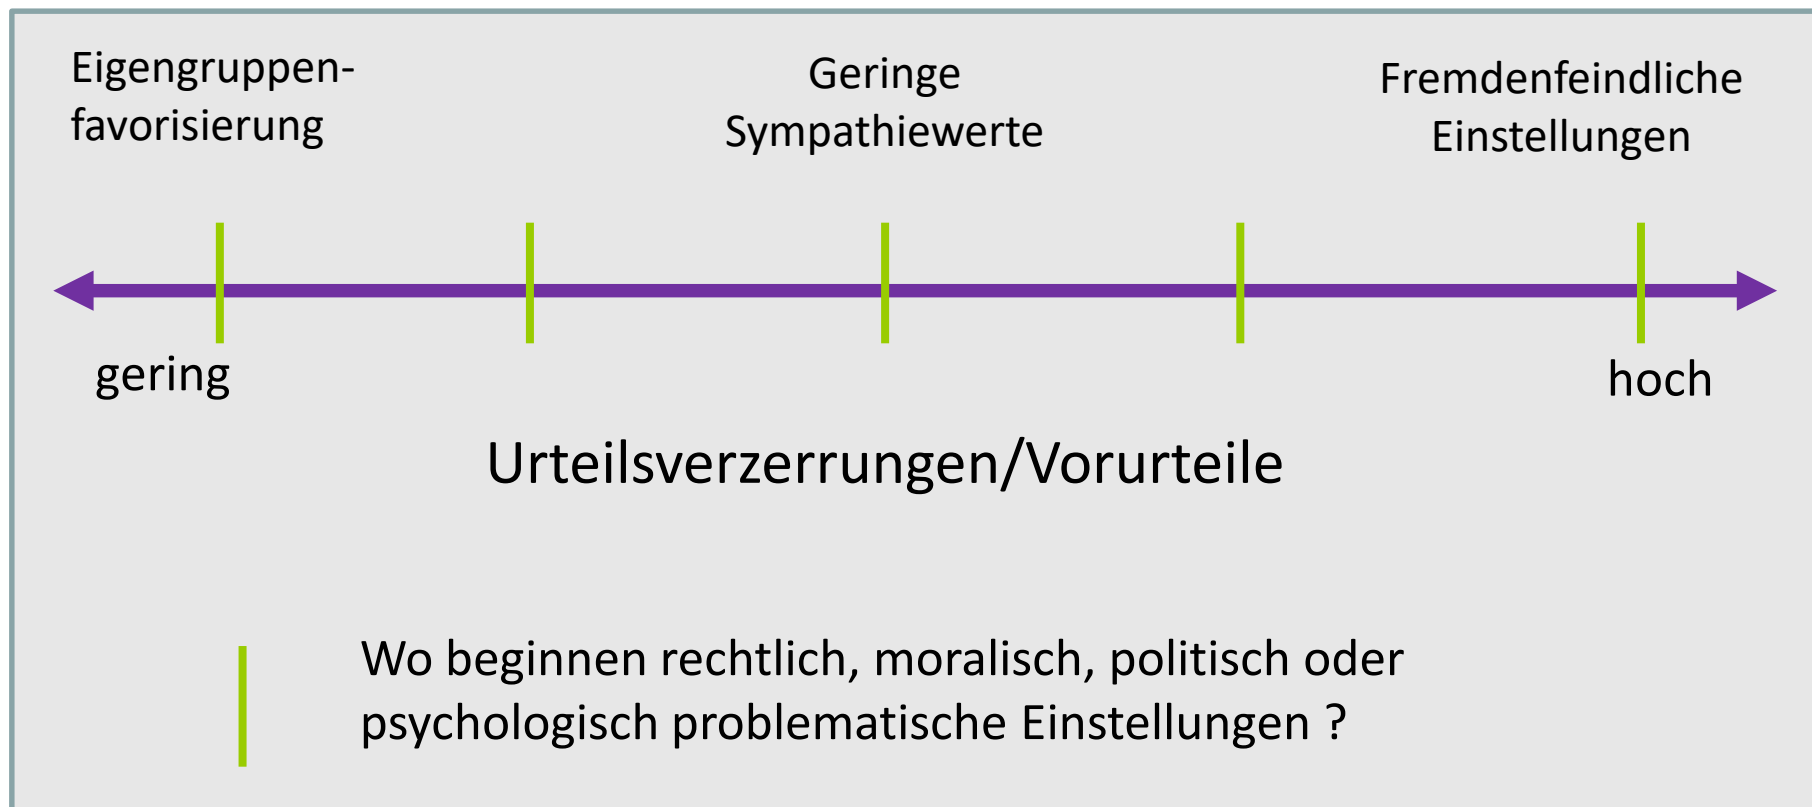 Eigengruppen-
favorisierung
Geringe
Sympathiewerte
Fremdenfeindliche
Einstellungen
gering
hoch
Urteilsverzerrungen/Vorurteile
Wo beginnen rechtlich, moralisch, politisch oder
psychologisch problematische Einstellungen ?